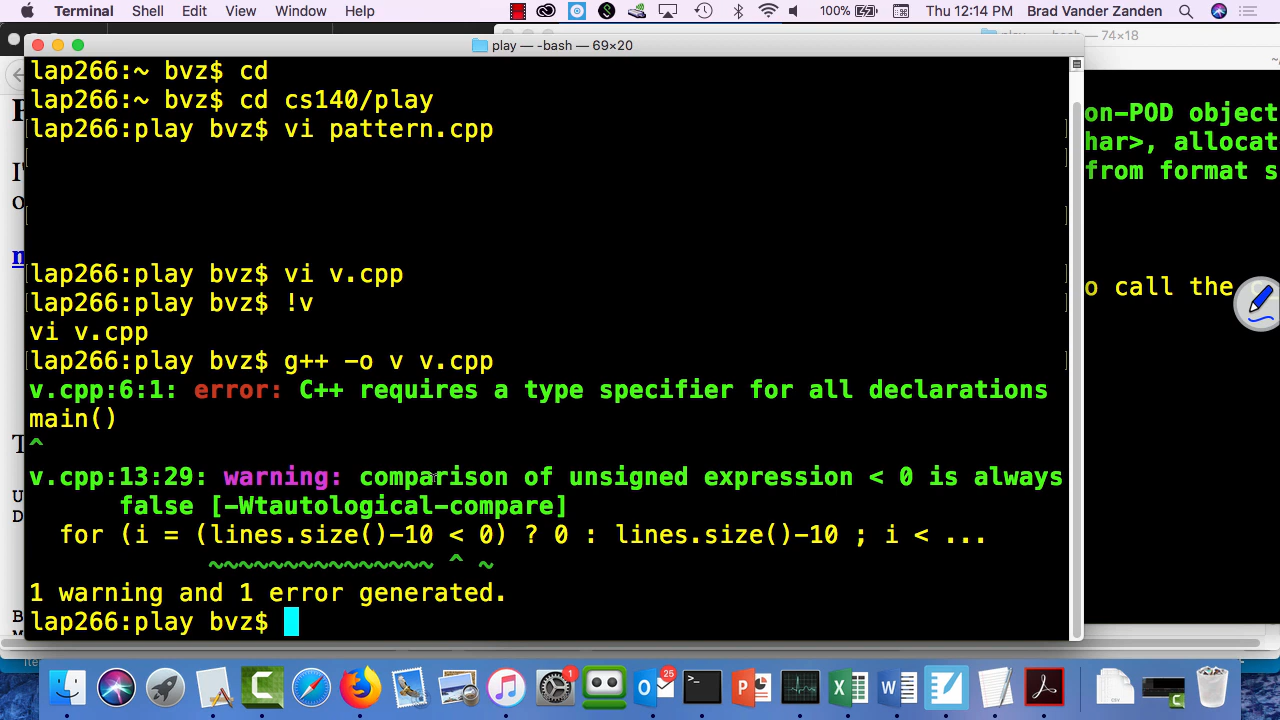 Terminal Shell Edit View Window Help 100% Thu 12:14 PM Brad Vander Zanden
play — -bash — 69×20
play — -bash — 74×18
lap266:~ bvz$ cd
lap266:~ bvz$ cd cs140/play
lap266:play bvz$ vi pattern.cpp
lap266:play bvz$ vi v.cpp
lap266:play bvz$ !v
vi v.cpp
lap266:play bvz$ g++ -o v v.cpp
v.cpp:6:1: error: C++ requires a type specifier for all declarations
main()
^
v.cpp:13:29: warning: comparison of unsigned expression < 0 is always
false [-Wtautological-compare]
for (i = (lines.size()-10 < 0) ? 0 : lines.size()-10 ; i < ...
~~~~~~~~~~~~~~~ ^ ~
1 warning and 1 error generated.
lap266:play bvz$
on-POD object
har>, allocat
from format s
o call the
1
25